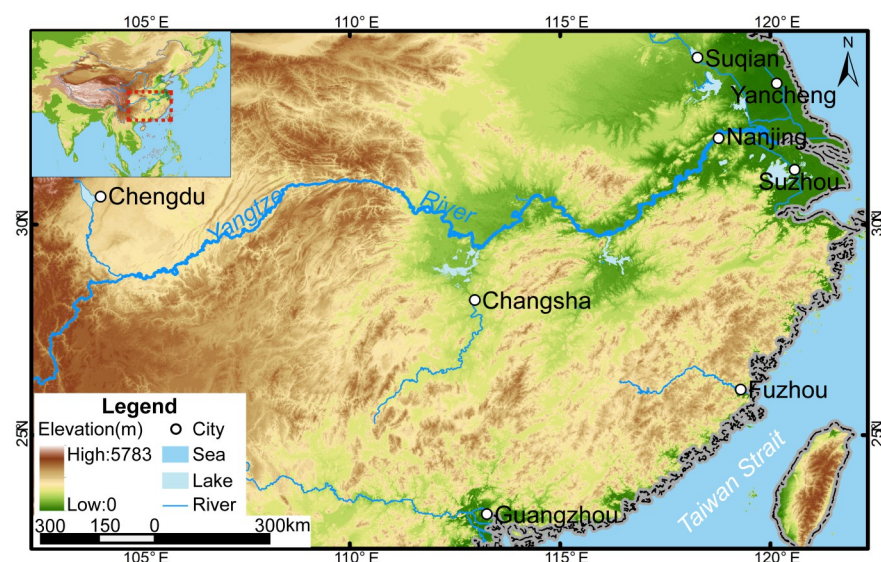 105°E
110°E
115°E
120°E
N
Suqian
Yancheng
Nanjing
Suzhou
Chengdu
Yangtze
River
30°N
30°N
Changsha
Fuzhou
Legend
Elevation(m)
City
High:5783
Sea
Lake
Low:0
River
25°N
25°N
Taiwan Strait
Guangzhou
300
150
0
300km
105°E
110°E
115°E
120°E